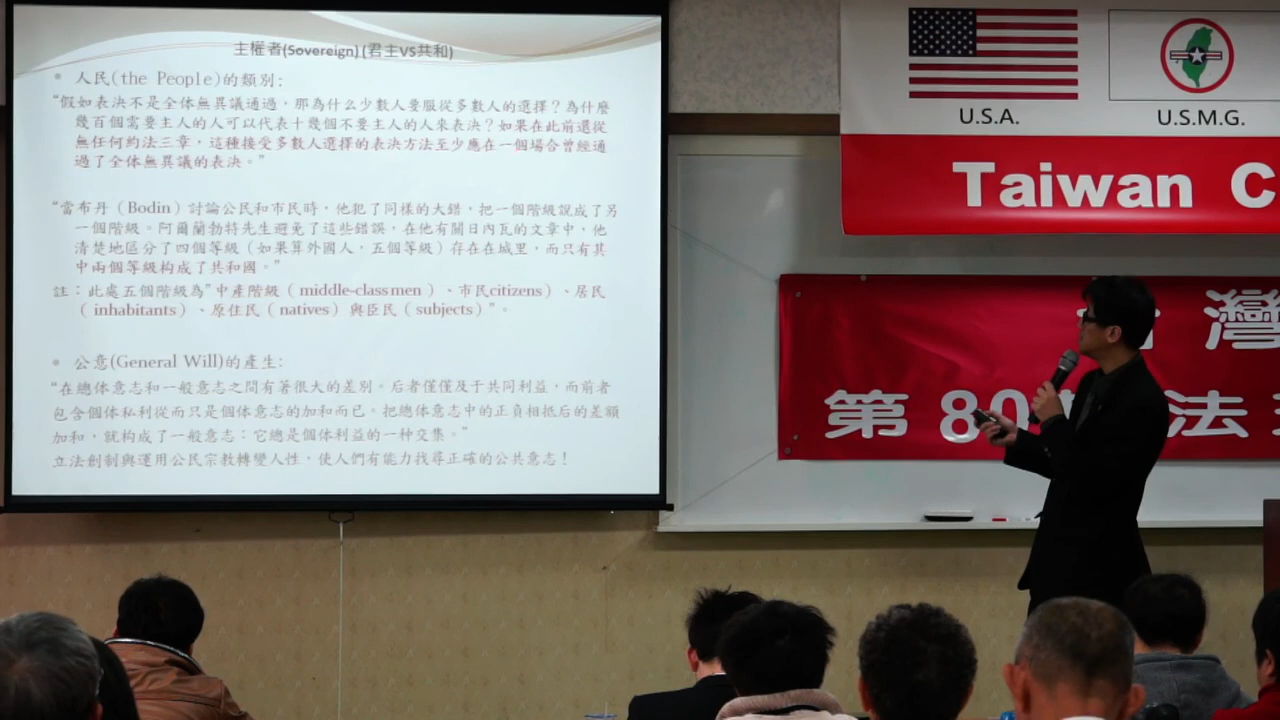 主權者(Sovereign)(君主VS共和)
• 人民(the People)的類別:
“假如表決不是全体無異議通過，那為什么少數人要服從多數人的選擇？為什麼
幾百個需要主人的人可以代表十幾個不要主人的人來表決？如果在此前還從
無任何約法三章，這種接受多數人選擇的表決方法至少應在一個場合曾經通
過了全体無異議的表決。”
“當布丹（Bodin）討論公民和市民時，他犯了同樣的大錯，把一個階級說成了另
一個階級。阿爾蘭勃特先生避免了這些錯誤，在他有關日內瓦的文章中，他
清楚地區分了四個等級（如果算外國人，五個等級）存在在城里，而只有其
中兩個等級构成了共和國。”
註：此處五個階級為”中產階級（middle-class men）、市民citizens）、居民
（inhabitants）、原住民（natives）與臣民（subjects）”。
• 公意(General Will)的產生:
“在總体意志和一般意志之間有著很大的差別。后者僅僅及于共同利益，而前者
包含個体私利從而只是個体意志的加和而已。把總体意志中的正負相抵后的差額
加和，就构成了一般意志：它總是個体利益的一种交集。”
立法創制與運用公民宗教轉變人性，使人們有能力找尋正確的公共意志！
U.S.A.
U.S.M.G.
Taiwan C
灣
第 80 法